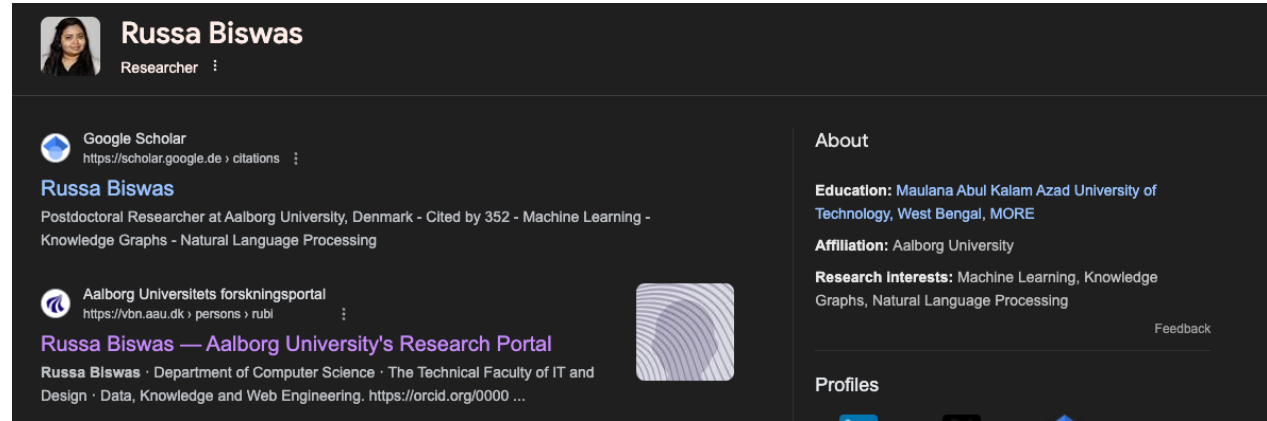 Russa Biswas
Researcher
Google Scholar
https://scholar.google.de › citations
Russa Biswas
Postdoctoral Researcher at Aalborg University, Denmark - Cited by 352 - Machine Learning -
Knowledge Graphs - Natural Language Processing
Aalborg Universitets forskningsportal
https://vbn.aau.dk › persons › rubi
Russa Biswas — Aalborg University's Research Portal
Russa Biswas · Department of Computer Science · The Technical Faculty of IT and
Design · Data, Knowledge and Web Engineering. https://orcid.org/0000 ...
About
Education: Maulana Abul Kalam Azad University of
Technology, West Bengal, MORE
Affiliation: Aalborg University
Research interests: Machine Learning, Knowledge
Graphs, Natural Language Processing
Feedback
Profiles